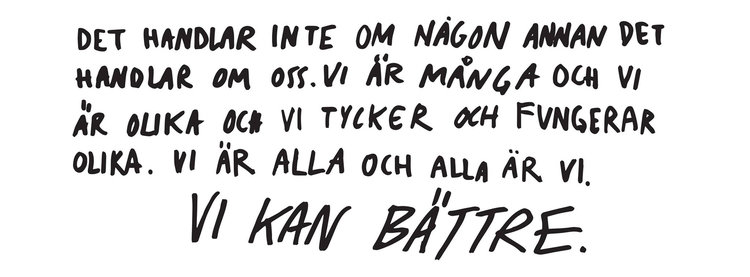 DET HANDLAR INTE OM NÅGON ANNAN DET
HANDLAR OM OSS. VI ÄR MÅNGA OCH VI
ÄR OLIKA OCH VI TYCKER OCH FUNGERAR
OLIKA. VI ÄR ALLA OCH ALLA ÄR VI.
VI KAN BÄTTRE.